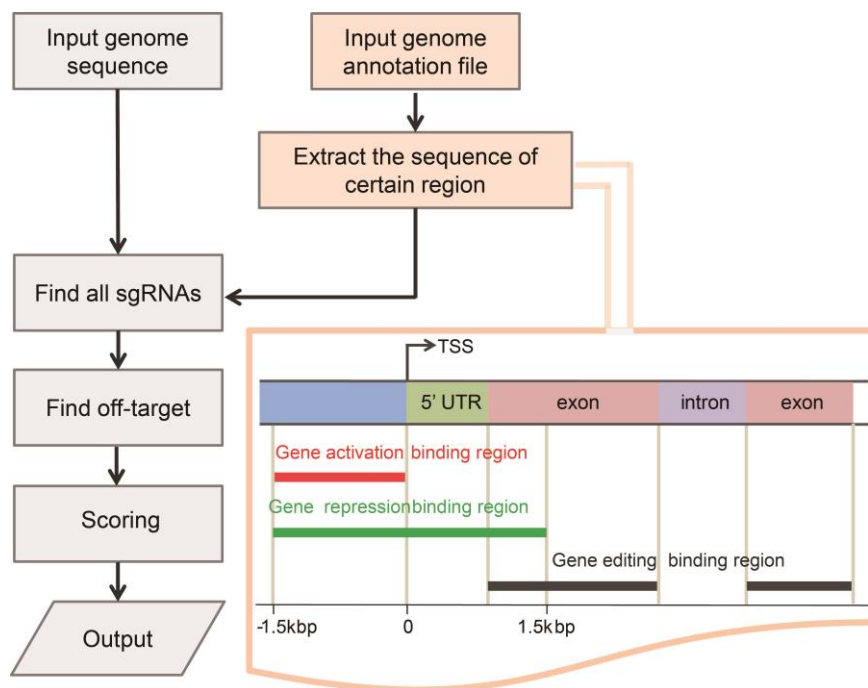 Input genome
sequence
Input genome
annotation file
Extract the sequence of
certain region
Find all sgRNAs
Find off-target
Scoring
Output
TSS
5' UTR
exon
intron
exon
Gene activation binding region
Gene repression binding region
Gene editing binding region
-1.5kbp
0
1.5kbp